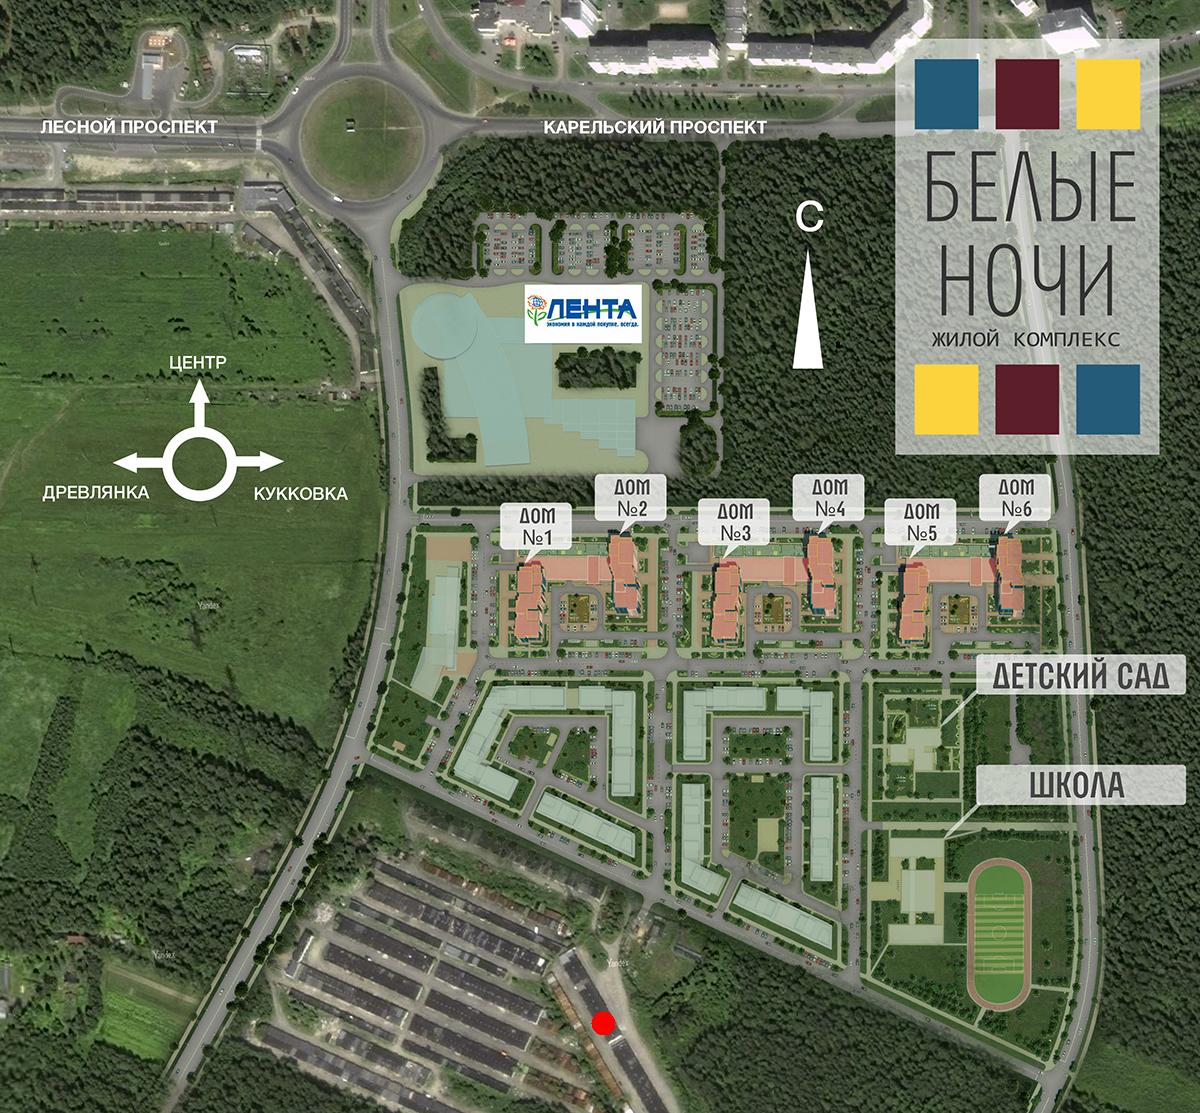 ЛЕСНОЙ ПРОСПЕКТ
КАРЕЛЬСКИЙ ПРОСПЕКТ
БЕЛЫЕ
НОЧИ
ЖИЛОЙ КОМПЛЕКС
С
ЛЕНТА
экономия в каждой покупке. всегда.
ЦЕНТР
ДРЕВЛЯНКА
КУККОВКА
ДОМ
№1
ДОМ
№2
ДОМ
№3
ДОМ
№4
ДОМ
№5
ДОМ
№6
Yandex
ДЕТСКИЙ САД
ШКОЛА
Yandex
Yandex